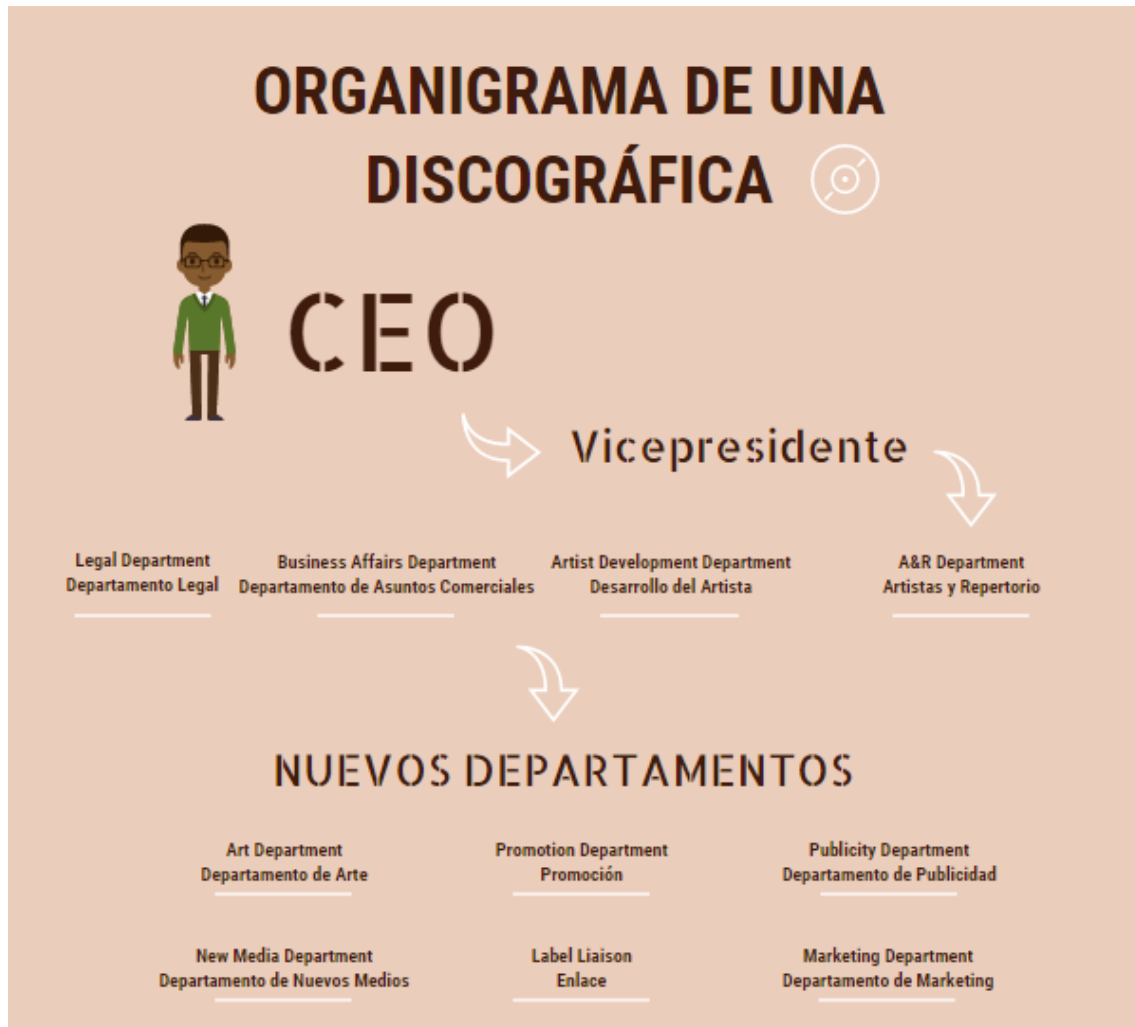 ORGANIGRAMA DE UNA
DISCOGRÁFICA
CEO
Vicepresidente
Legal Department
Departamento Legal
Business Affairs Department
Departamento de Asuntos Comerciales
Artist Development Department
Desarrollo del Artista
A&R Department
Artistas y Repertorio
NUEVOS DEPARTAMENTOS
Art Department
Departamento de Arte
Promotion Department
Promoción
Publicity Department
Departamento de Publicidad
New Media Department
Departamento de Nuevos Medios
Label Liaison
Enlace
Marketing Department
Departamento de Marketing